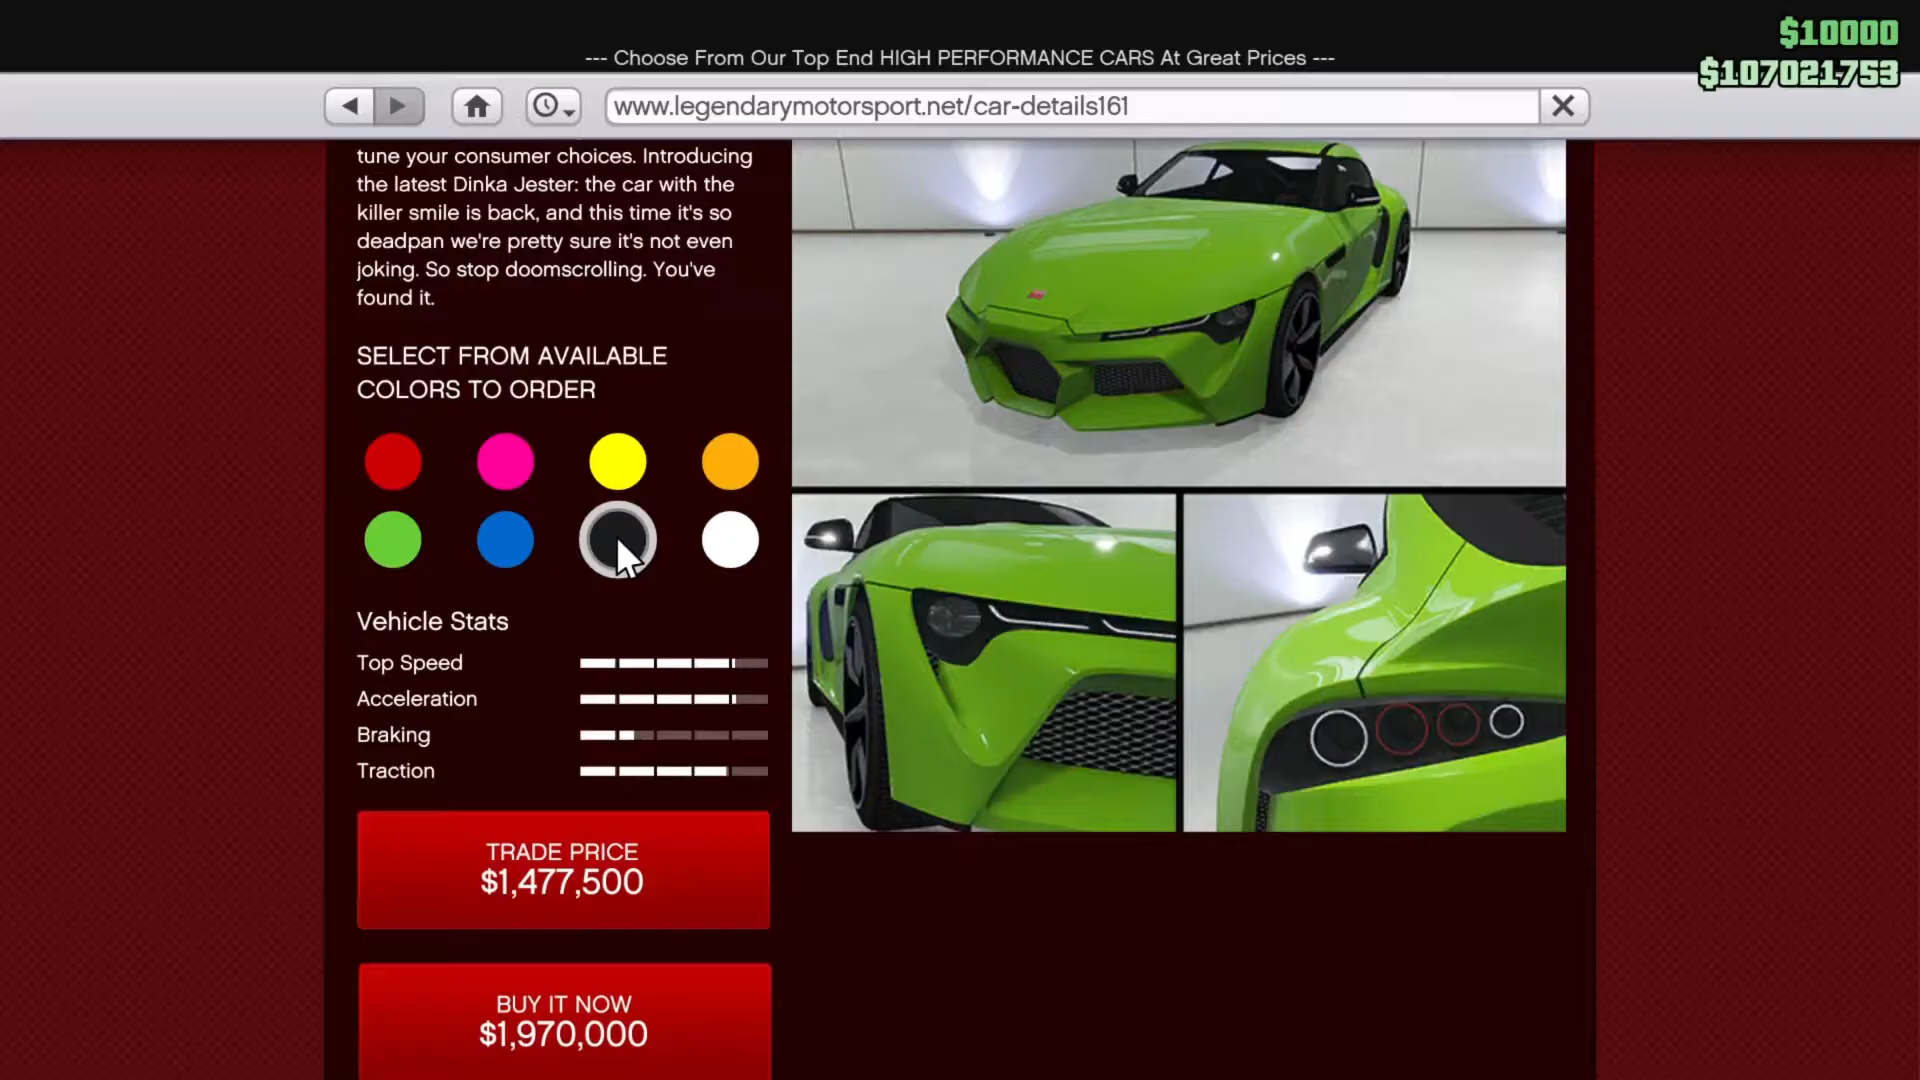 $10000
$107021753
--- Choose From Our Top End HIGH PERFORMANCE CARS At Great Prices ---
www.legendarymotorsport.net/car-details161
tune your consumer choices. Introducing
the latest Dinka Jester: the car with the
killer smile is back, and this time it's so
deadpan we're pretty sure it's not even
joking. So stop doomscrolling. You've
found it.
SELECT FROM AVAILABLE
COLORS TO ORDER
Vehicle Stats
Top Speed
Acceleration
Braking
Traction
TRADE PRICE
$1,477,500
BUY IT NOW
$1,970,000